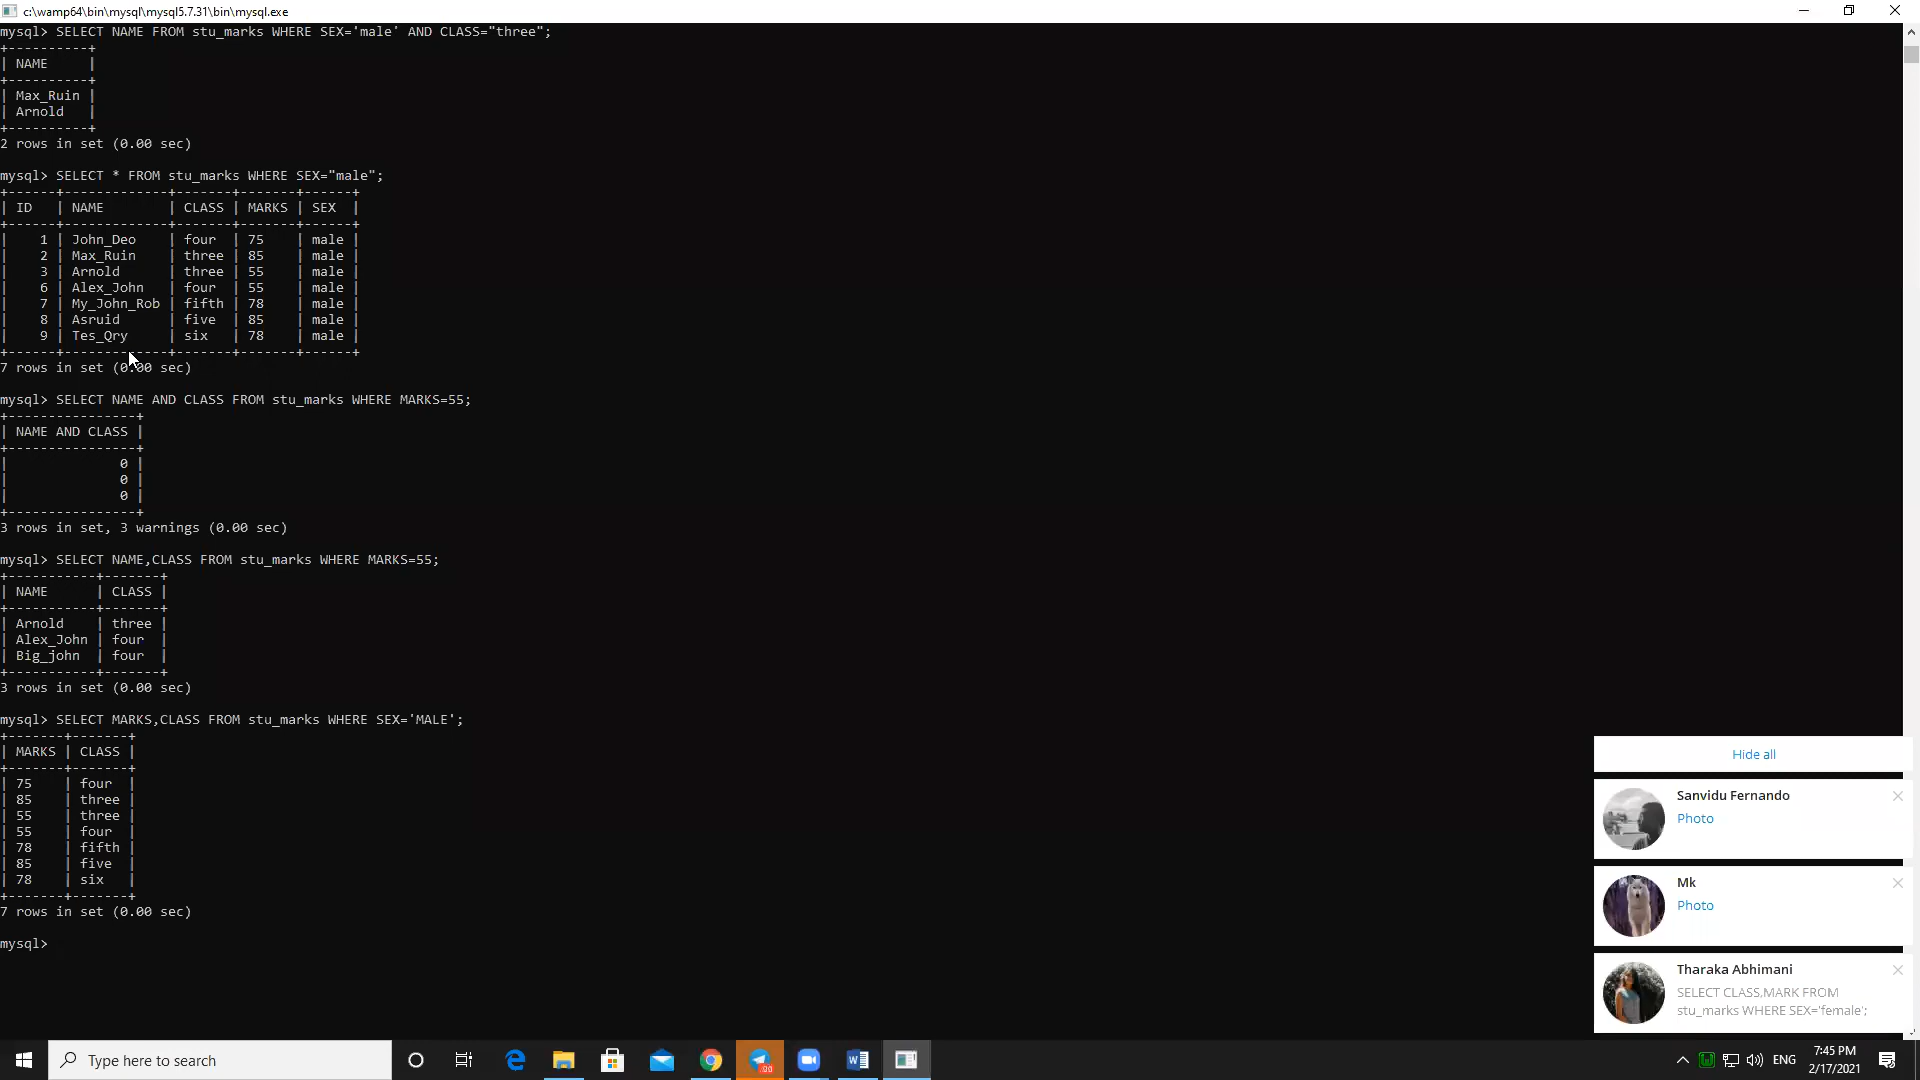 c:\wamp64\bin\mysql\mysql5.7.31\bin\mysql.exe
mysql> SELECT NAME FROM stu_marks WHERE SEX='male' AND CLASS="three";
+----------+
| NAME     |
+----------+
| Max_Ruin |
| Arnold   |
+----------+
2 rows in set (0.00 sec)
mysql> SELECT * FROM stu_marks WHERE SEX="male";
+------+-------------+-------+-------+------+
| ID   | NAME        | CLASS | MARKS | SEX  |
+------+-------------+-------+-------+------+
|    1 | John_Deo    | four  | 75    | male |
|    2 | Max_Ruin    | three | 85    | male |
|    3 | Arnold      | three | 55    | male |
|    6 | Alex_John   | four  | 55    | male |
|    7 | My_John_Rob | fifth | 78    | male |
|    8 | Asruid      | five  | 85    | male |
|    9 | Tes_Qry     | six   | 78    | male |
+------+-------------+-------+-------+------+
7 rows in set (0.00 sec)
mysql> SELECT NAME AND CLASS FROM stu_marks WHERE MARKS=55;
+----------------+
| NAME AND CLASS |
+----------------+
|              0 |
|              0 |
|              0 |
+----------------+
3 rows in set, 3 warnings (0.00 sec)
mysql> SELECT NAME,CLASS FROM stu_marks WHERE MARKS=55;
+-----------+-------+
| NAME      | CLASS |
+-----------+-------+
| Arnold    | three |
| Alex_John | four  |
| Big_john  | four  |
+-----------+-------+
3 rows in set (0.00 sec)
mysql> SELECT MARKS,CLASS FROM stu_marks WHERE SEX='MALE';
+-------+-------+
| MARKS | CLASS |
+-------+-------+
| 75    | four  |
| 85    | three |
| 55    | three |
| 55    | four  |
| 78    | fifth |
| 85    | five  |
| 78    | six   |
+-------+-------+
7 rows in set (0.00 sec)
mysql>
Hide all
Sanvidu Fernando
Photo
Mk
Photo
Tharaka Abhimani
SELECT CLASS,MARK FROM
stu_marks WHERE SEX='female';
Type here to search
ENG
7:45 PM
2/17/2021